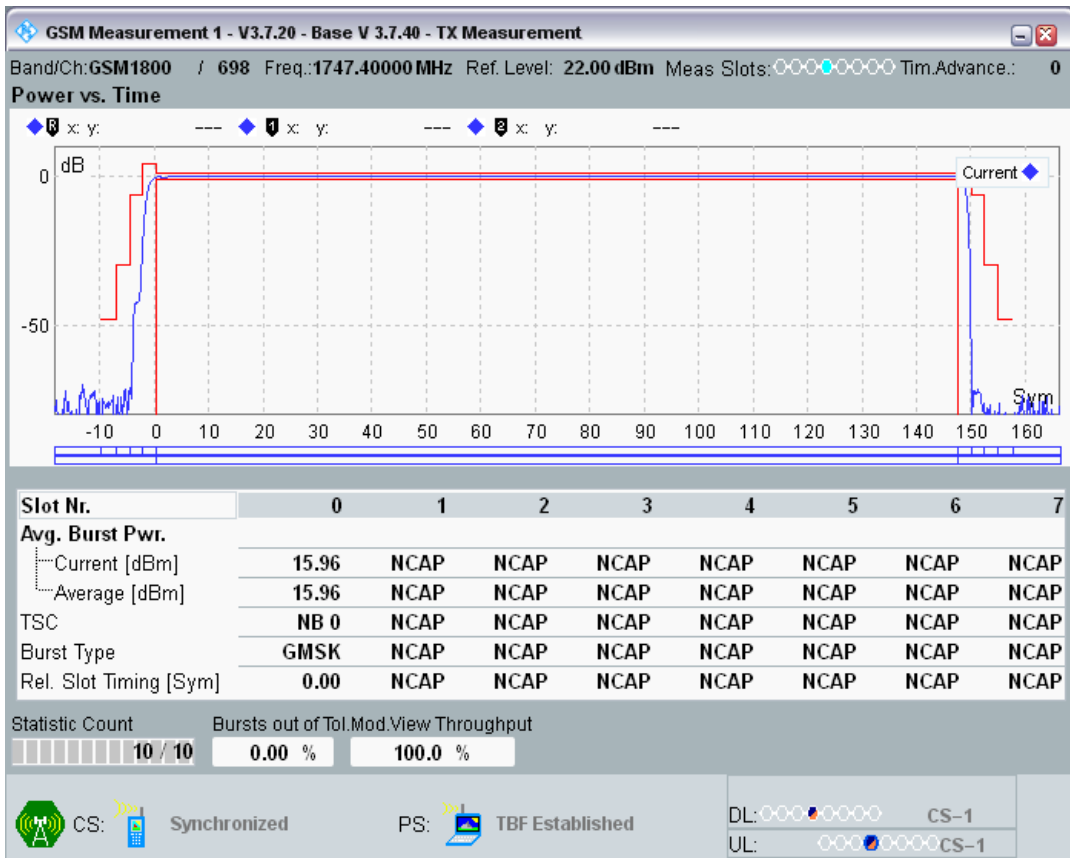 GSM Measurement 1 - V3.7.20 - Base V 3.7.40 - TX Measurement
Band/Ch:GSM1800 / 698 Freq.:1747.40000 MHz Ref. Level: 22.00 dBm Meas Slots: Tim.Advance.: 0
Power vs. Time
R x: y: --- 1 x: y: --- 2 x: y: ---
dB
Current
0
-50
Sym
-10 0 10 20 30 40 50 60 70 80 90 100 110 120 130 140 150 160
Slot Nr. 0 1 2 3 4 5 6 7
Avg. Burst Pwr.
Current [dBm] 15.96 NCAP NCAP NCAP NCAP NCAP NCAP NCAP
Average [dBm] 15.96 NCAP NCAP NCAP NCAP NCAP NCAP NCAP
TSC NB 0 NCAP NCAP NCAP NCAP NCAP NCAP NCAP
Burst Type GMSK NCAP NCAP NCAP NCAP NCAP NCAP NCAP
Rel. Slot Timing [Sym] 0.00 NCAP NCAP NCAP NCAP NCAP NCAP NCAP
Statistic Count Bursts out of Tol.Mod.View Throughput
10 / 10 0.00 % 100.0 %
CS: Synchronized PS: TBF Established
DL: CS-1
UL: CS-1